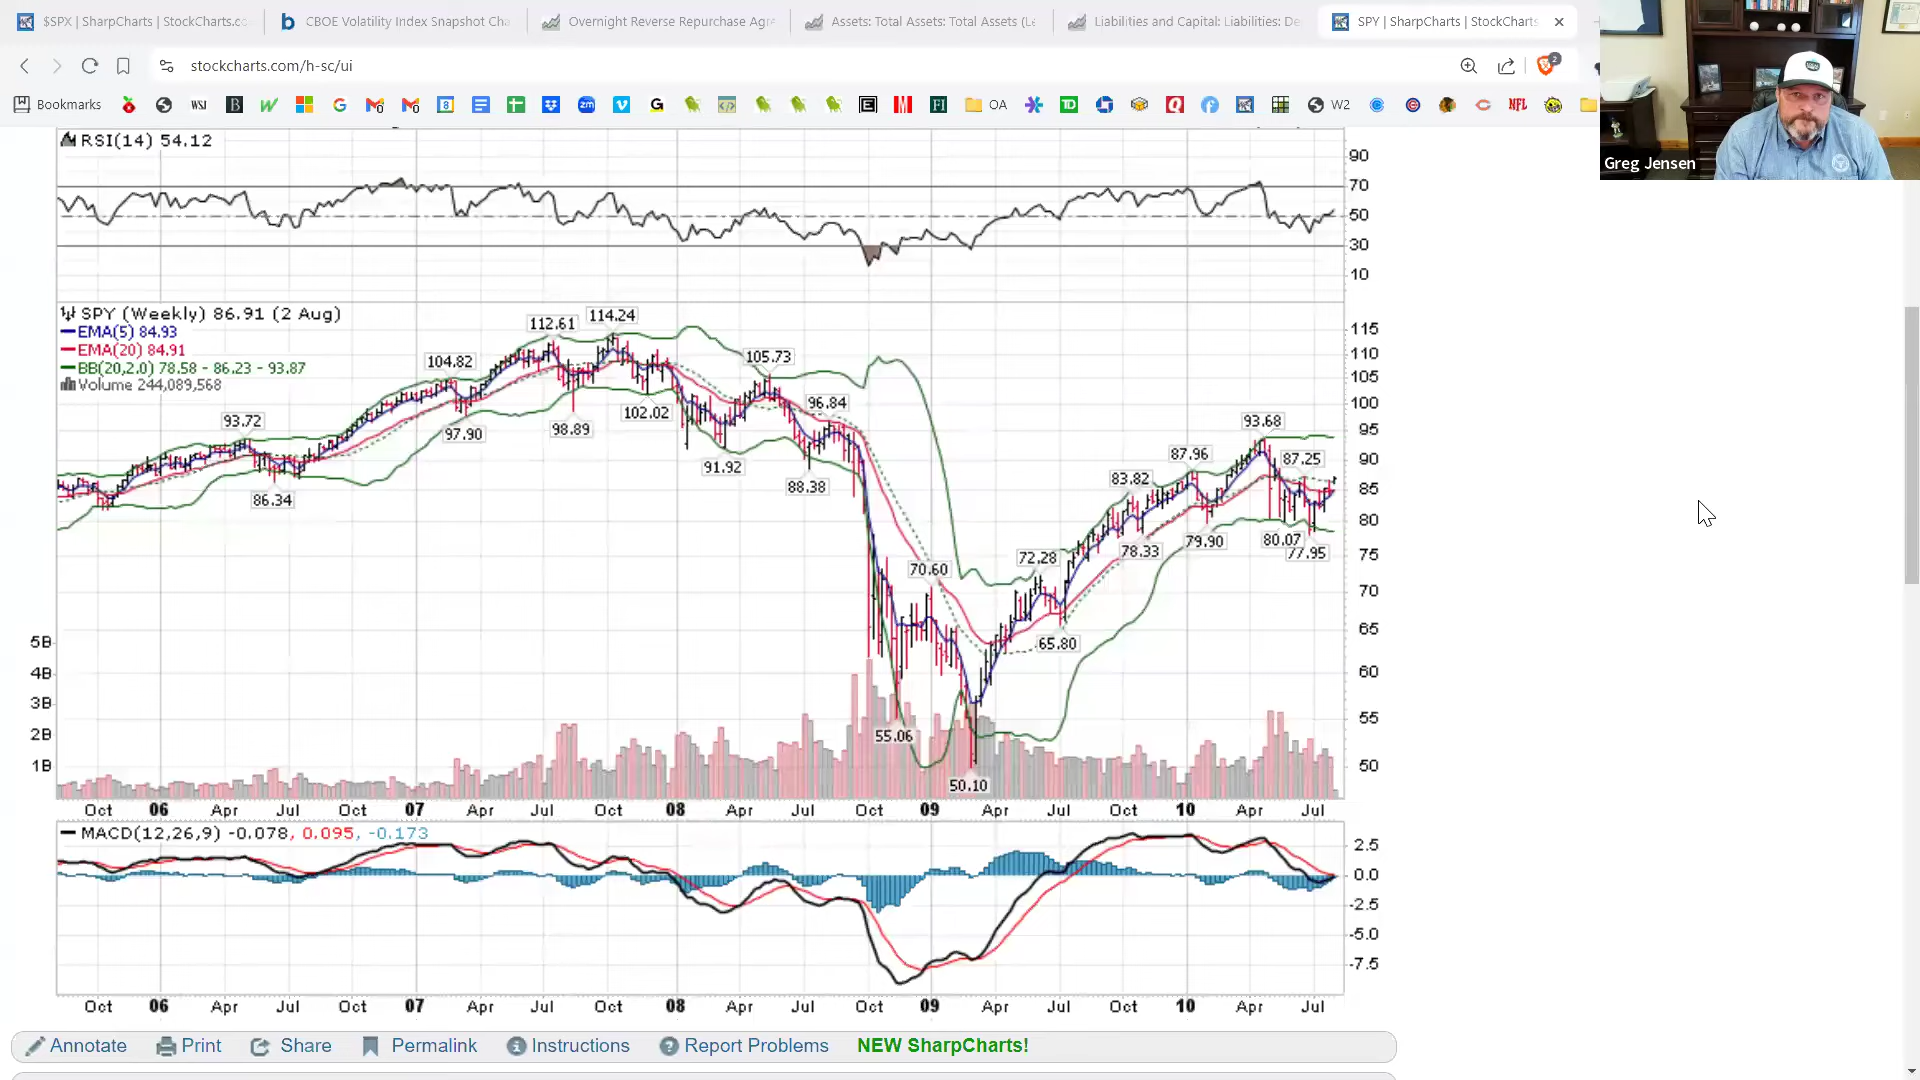 $SPX | SharpCharts | StockCharts.co
CBOE Volatility Index Snapshot Cha
Overnight Reverse Repurchase Agre
Assets: Total Assets: Total Assets (Le
Liabilities and Capital: Liabilities: De
SPY | SharpCharts | StockCharts
stockcharts.com/h-sc/ui
2
Bookmarks
WSJ
OA
W2
NFL
Greg Jensen
RSI(14) 54.12
90
70
50
30
10
SPY (Weekly) 86.91 (2 Aug)
EMA(5) 84.93
EMA(20) 84.91
BB(20,2.0) 78.58 - 86.23 - 93.87
Volume 244,089,568
93.72
86.34
104.82
97.90
112.61
98.89
114.24
102.02
91.92
105.73
88.38
96.84
55.06
70.60
50.10
72.28
65.80
83.82
78.33
87.96
79.90
93.68
80.07
87.25
77.95
115
110
105
100
95
90
85
80
75
70
65
60
55
50
5B
4B
3B
2B
1B
Oct 06 Apr Jul Oct 07 Apr Jul Oct 08 Apr Jul Oct 09 Apr Jul Oct 10 Apr Jul
MACD(12,26,9) -0.078, 0.095, -0.173
2.5
0.0
-2.5
-5.0
-7.5
Oct 06 Apr Jul Oct 07 Apr Jul Oct 08 Apr Jul Oct 09 Apr Jul Oct 10 Apr Jul
Annotate Print Share Permalink Instructions Report Problems NEW SharpCharts!